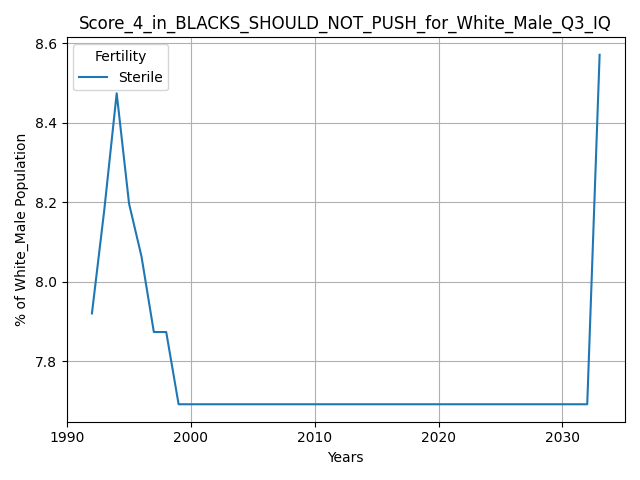 Score_4_in_BLACKS_SHOULD_NOT_PUSH_for_White_Male_Q3_IQ
Fertility
Sterile
% of White_Male Population
8.6
8.4
8.2
8.0
7.8
1990
2000
2010
2020
2030
Years